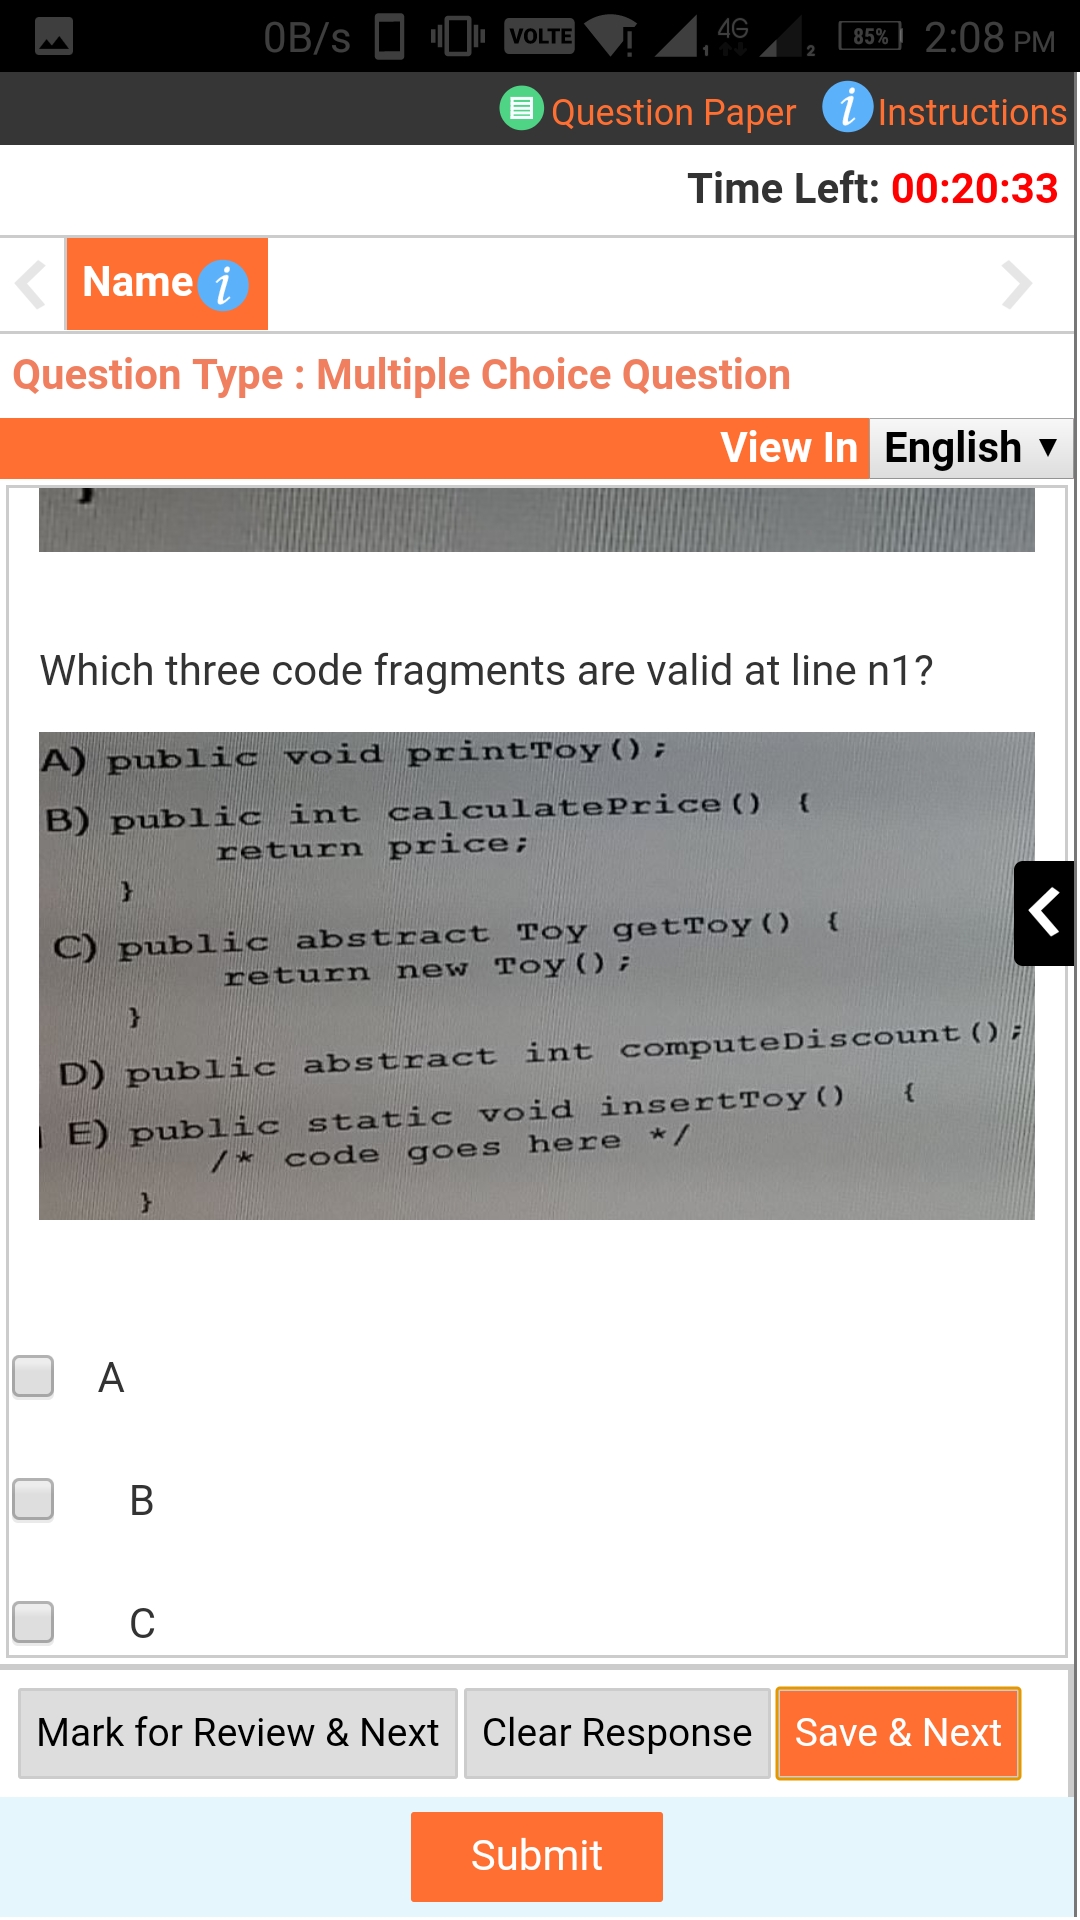 0B/s VOLTE 4G 1 2 85% 2:08 PM
Question Paper i Instructions
Time Left: 00:20:33
Name i
Question Type : Multiple Choice Question
View In English ▼
}
Which three code fragments are valid at line n1?
A) public void printToy();
B) public int calculatePrice() {
return price;
}
C) public abstract Toy getToy() {
return new Toy();
}
D) public abstract int computeDiscount();
E) public static void insertToy() {
/* code goes here */
}
A
B
C
Mark for Review & Next Clear Response Save & Next
Submit